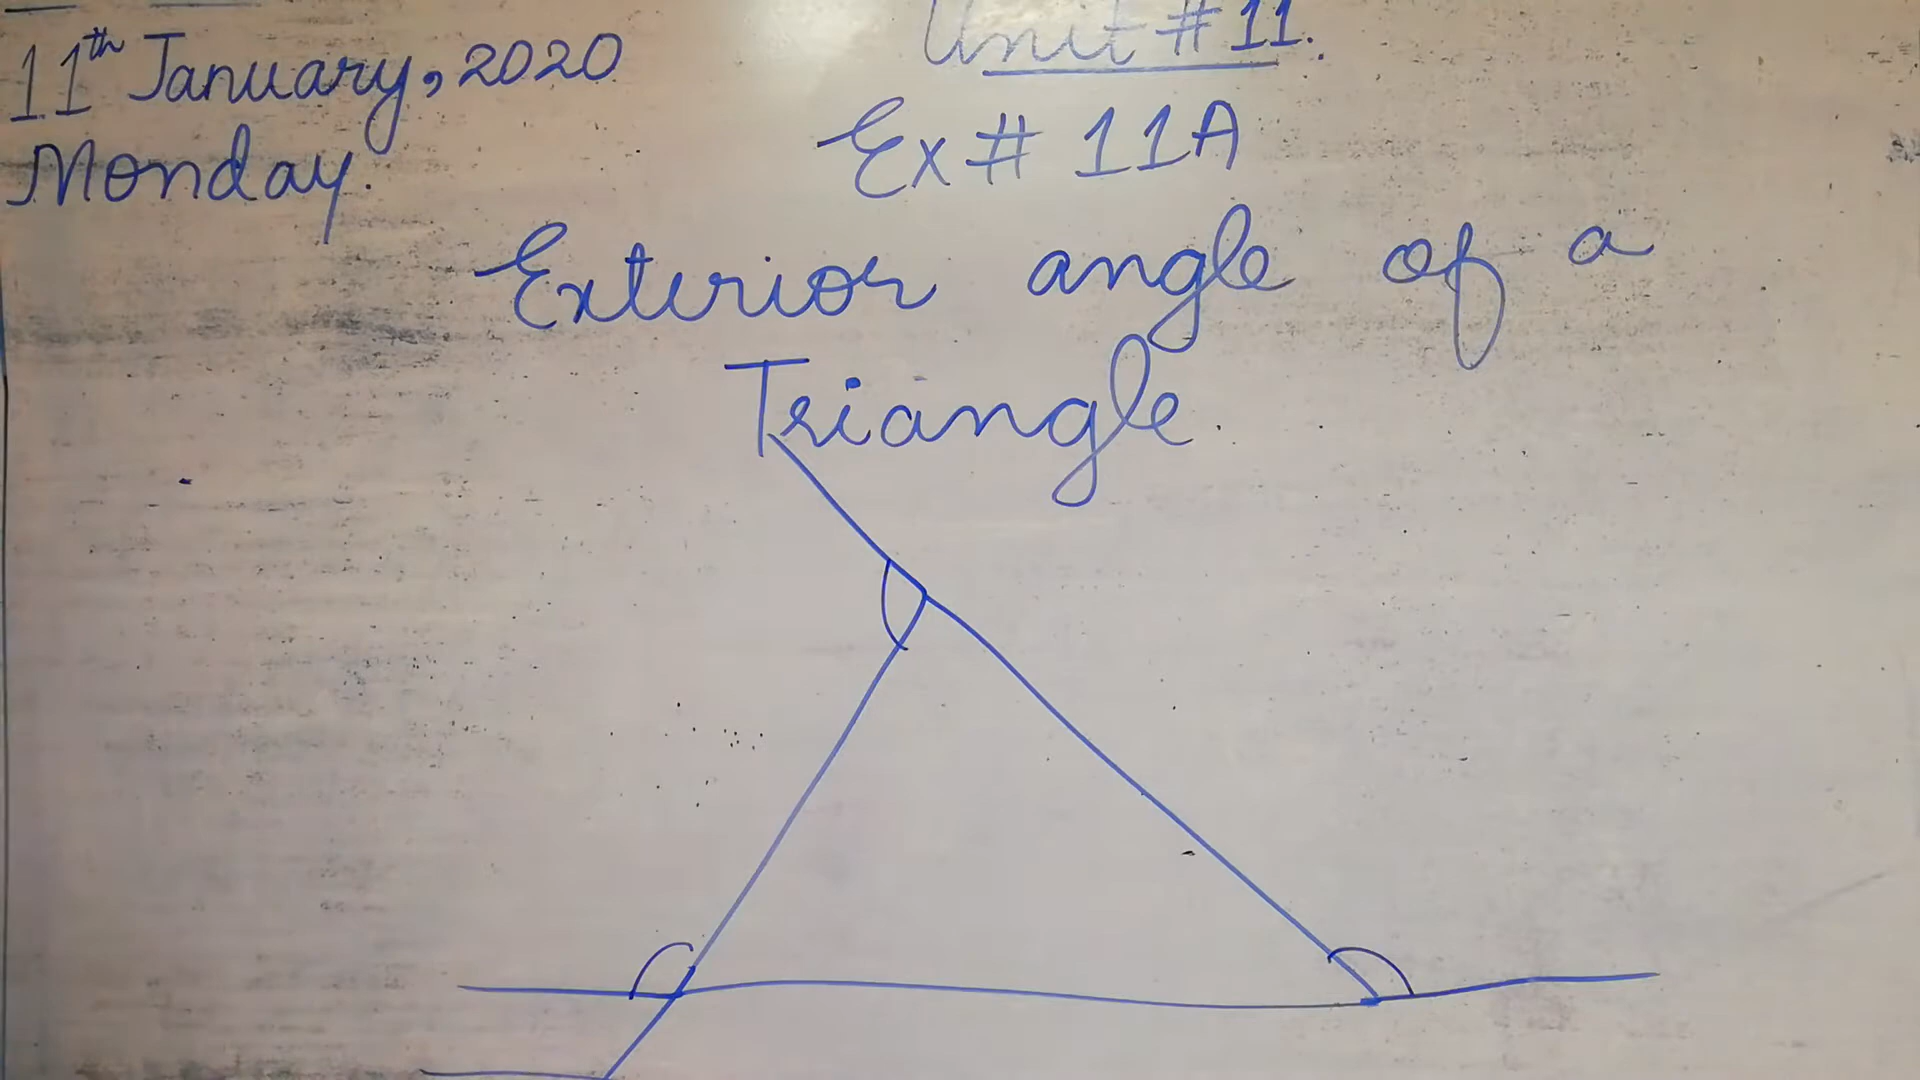 11th January, 2020
Monday.
Unit # 11.
Ex # 11A
Exterior angle of a
Triangle.